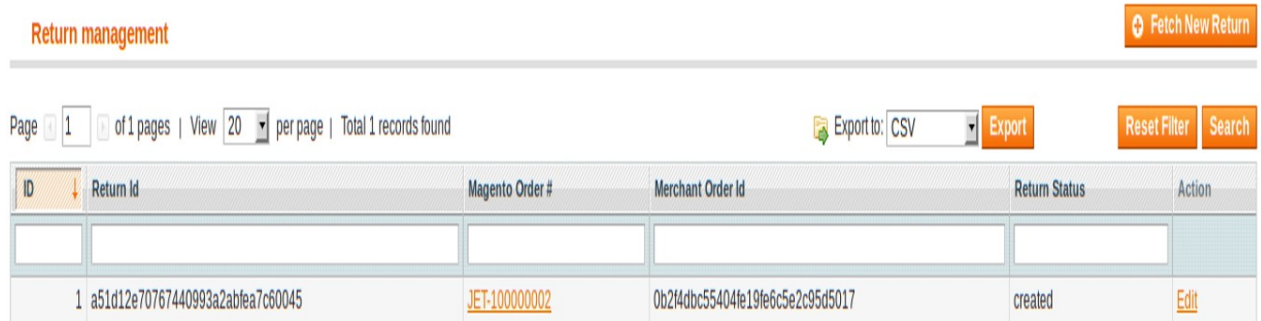 Return management
Fetch New Return
Page 1 of 1 pages | View 20 per page | Total 1 records found
Export to: CSV Export Reset Filter Search
ID Return Id Magento Order # Merchant Order Id Return Status Action
1 a51d12e70767440993a2abfea7c60045 JET-100000002 0b2f4dbc55404fe19fe6c5e2c95d5017 created Edit